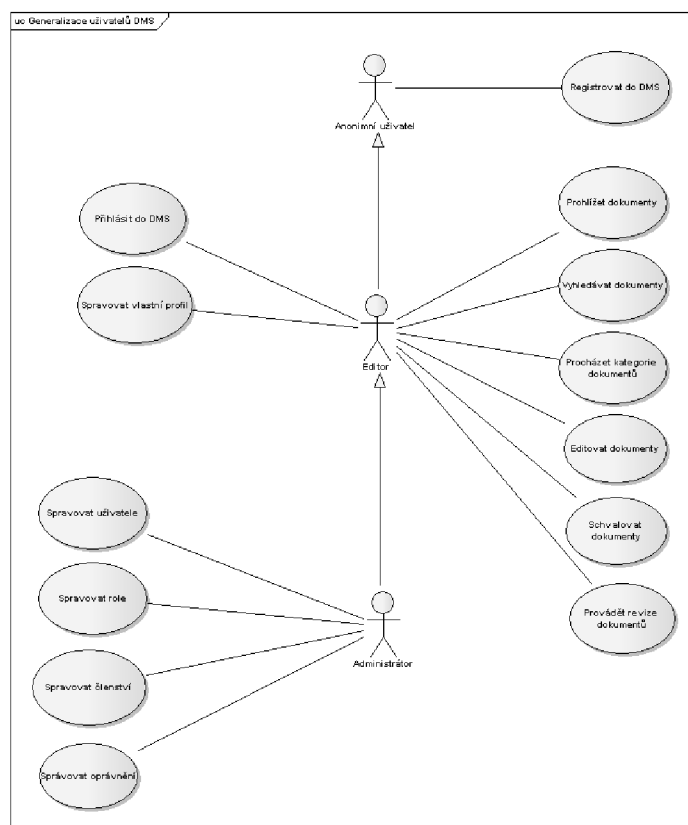 uc Generalizace uživatelů DMS
Registrovat do DMS
Anonimní uživatel
Přihlásit do DMS
Prohlížet dokumenty
Spravovat vlastní profil
Vyhledávat dokumenty
Editor
Procházet kategorie
dokumentů
Editovat dokumenty
Spravovat uživatele
Schvalovat
dokumenty
Spravovat role
Provádět revize
dokumentů
Administrátor
Spravovat členství
Správovat oprávnění